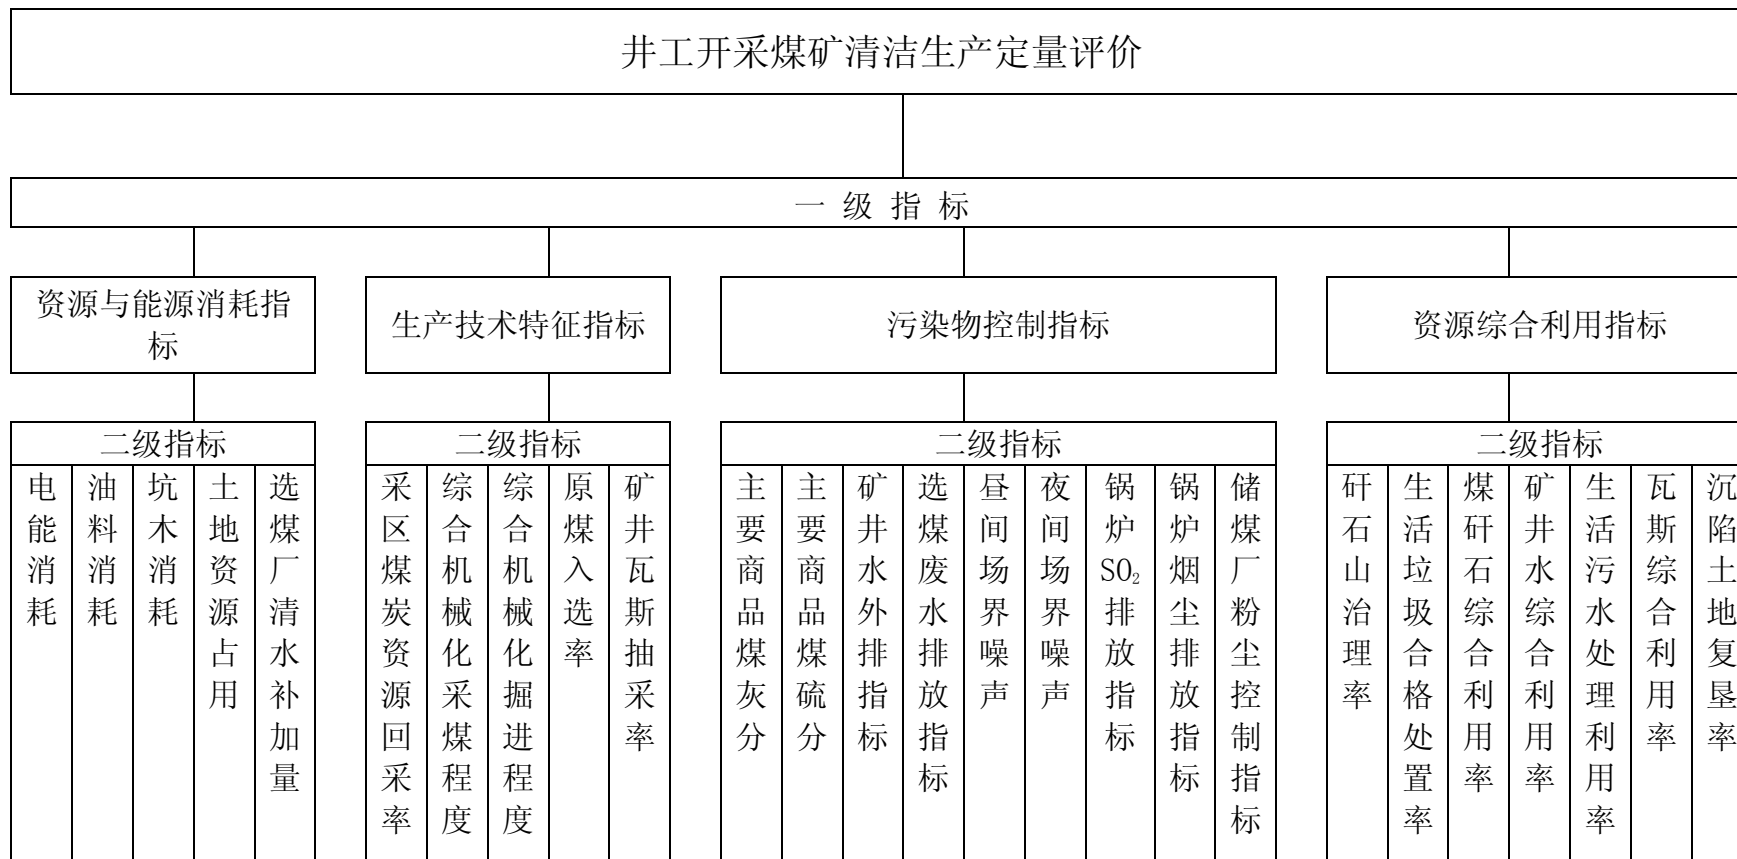 井工开采煤矿清洁生产定量评价
一 级 指 标
资源与能源消耗指
标
生产技术特征指标
污染物控制指标
资源综合利用指标
二级指标
二级指标
二级指标
二级指标
电能消耗
油料消耗
坑木消耗
土地资源占用
选煤厂清水补加量
采区煤炭资源回采率
综合机械化采煤程度
综合机械化掘进程度
原煤入选率
矿井瓦斯抽采率
主要商品煤灰分
主要商品煤硫分
矿井水外排指标
选煤废水排放指标
昼间场界噪声
夜间场界噪声
锅炉SO₂排放指标
锅炉烟尘排放指标
储煤厂粉尘控制指标
矸石山治理率
生活垃圾合格处置率
煤矸石综合利用率
矿井水综合利用率
生活污水处理利用率
瓦斯综合利用率
沉陷土地复垦率